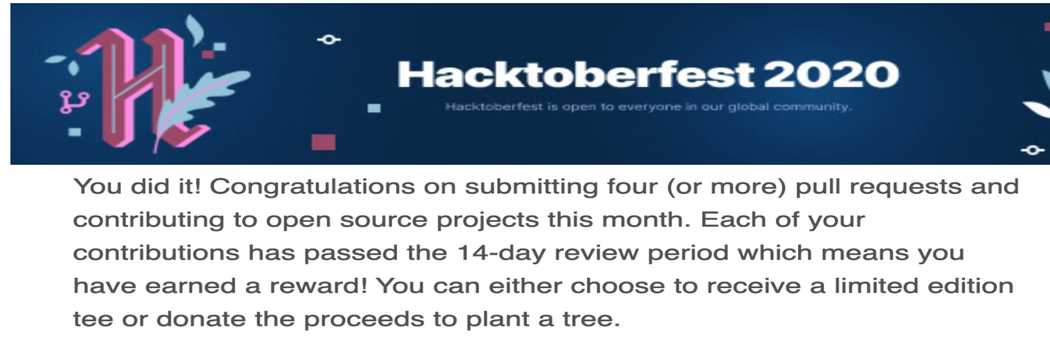 H
Hacktoberfest 2020
Hacktoberfest is open to everyone in our global community.
You did it! Congratulations on submitting four (or more) pull requests and
contributing to open source projects this month. Each of your
contributions has passed the 14-day review period which means you
have earned a reward! You can either choose to receive a limited edition
tee or donate the proceeds to plant a tree.